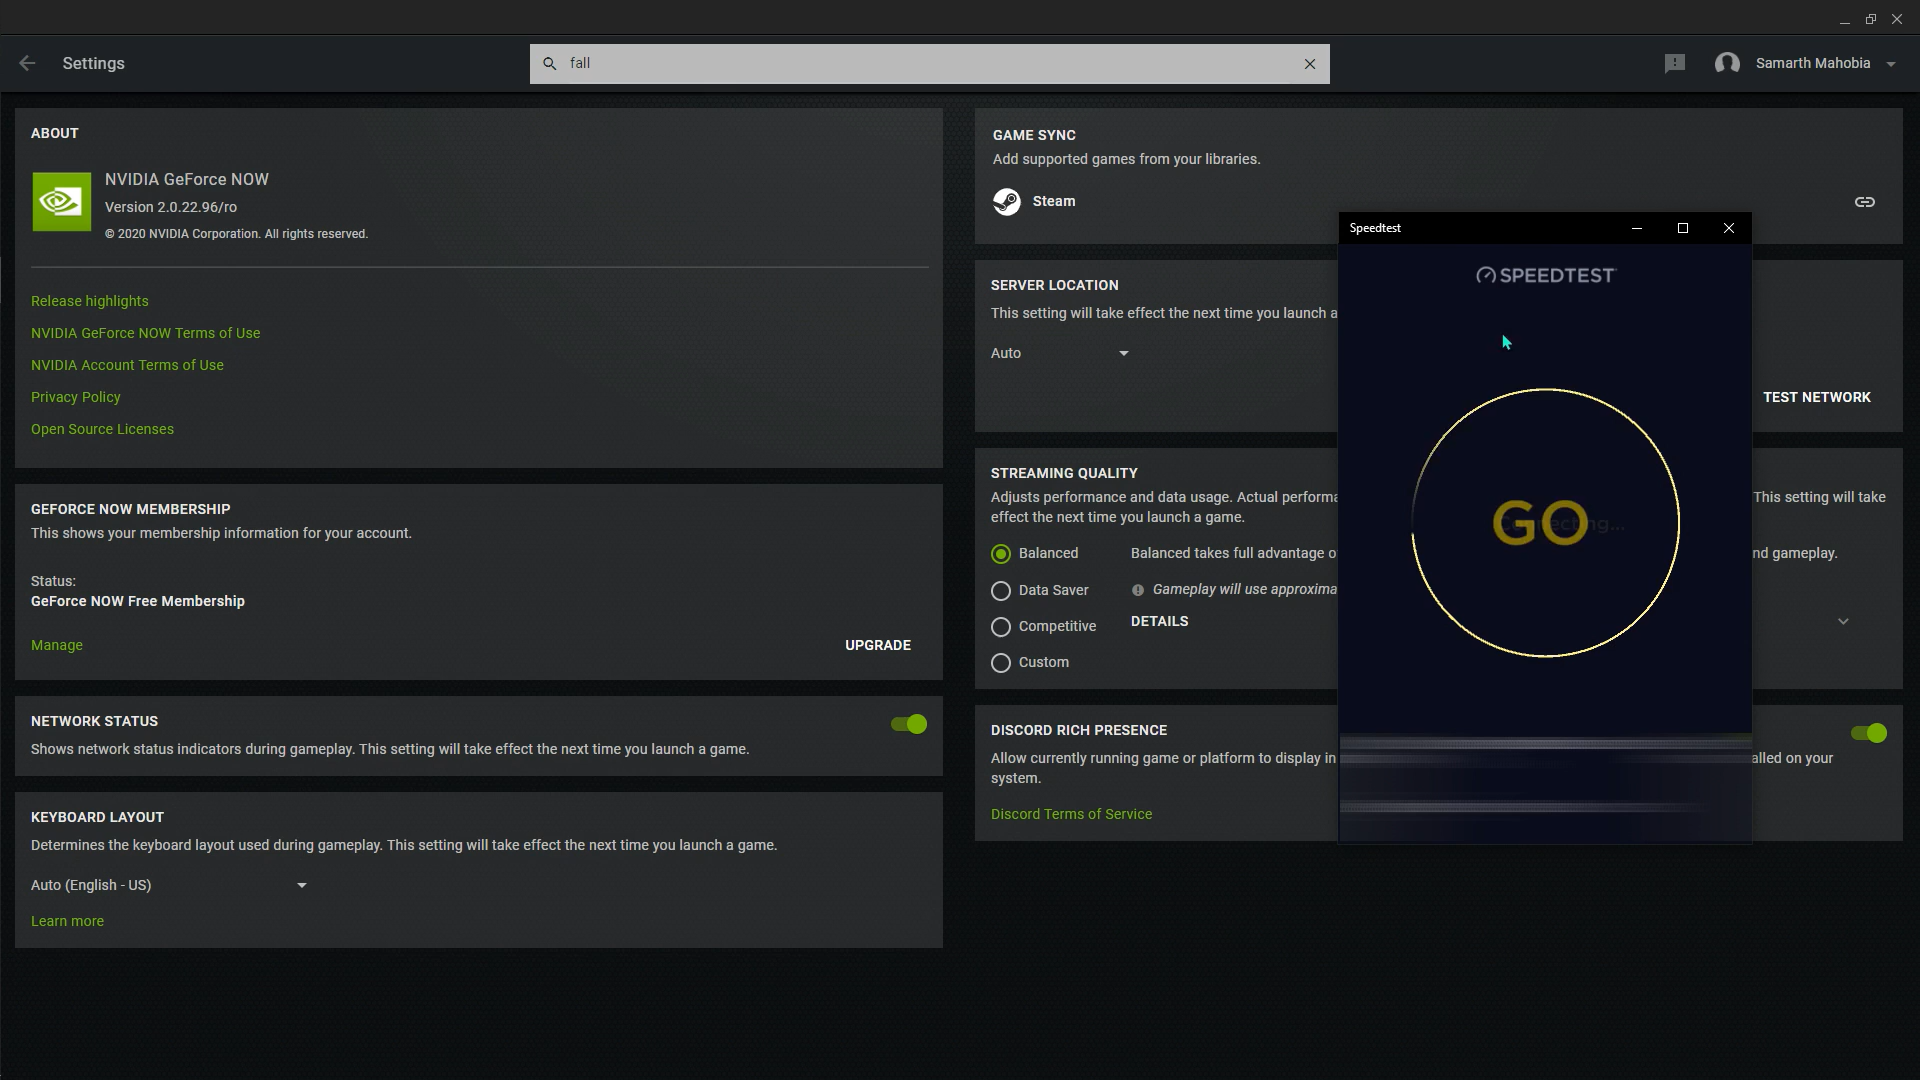 Settings
fall
Samarth Mahobia
ABOUT
NVIDIA GeForce NOW
Version 2.0.22.96/ro
© 2020 NVIDIA Corporation. All rights reserved.
Release highlights
NVIDIA GeForce NOW Terms of Use
NVIDIA Account Terms of Use
Privacy Policy
Open Source Licenses
GEFORCE NOW MEMBERSHIP
This shows your membership information for your account.
Status:
GeForce NOW Free Membership
Manage
UPGRADE
NETWORK STATUS
Shows network status indicators during gameplay. This setting will take effect the next time you launch a game.
KEYBOARD LAYOUT
Determines the keyboard layout used during gameplay. This setting will take effect the next time you launch a game.
Auto (English - US)
Learn more
GAME SYNC
Add supported games from your libraries.
Steam
SERVER LOCATION
This setting will take effect the next time you launch a
Auto
TEST NETWORK
STREAMING QUALITY
Adjusts performance and data usage. Actual performa This setting will take
effect the next time you launch a game.
Balanced
Balanced takes full advantage o nd gameplay.
Data Saver
Gameplay will use approxima
Competitive
DETAILS
Custom
DISCORD RICH PRESENCE
Allow currently running game or platform to display in alled on your
system.
Discord Terms of Service
Speedtest
SPEEDTEST
GO